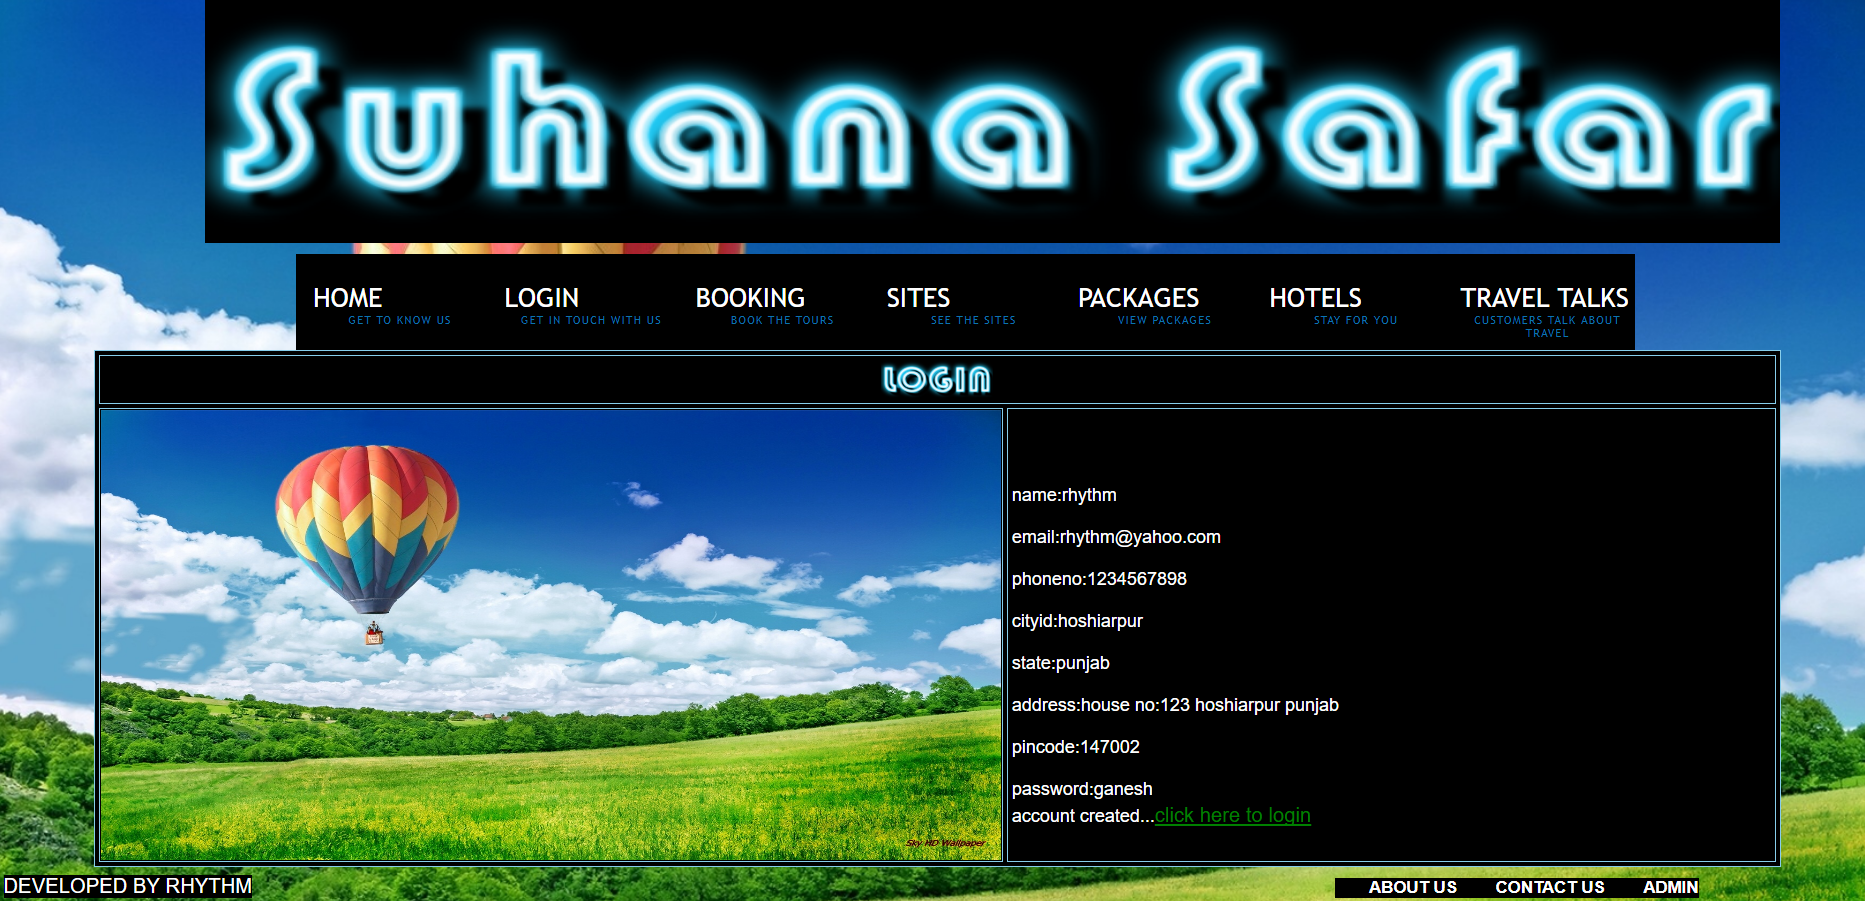 Suhana Safar
HOME LOGIN BOOKING SITES PACKAGES HOTELS TRAVEL TALKS
GET TO KNOW US GET IN TOUCH WITH US BOOK THE TOURS SEE THE SITES VIEW PACKAGES STAY FOR YOU CUSTOMERS TALK ABOUT
TRAVEL
LOGIN
name:rhythm
email:rhythm@yahoo.com
phoneno:1234567898
cityid:hoshiarpur
state:punjab
address:house no:123 hoshiarpur punjab
pincode:147002
password:ganesh
account created...click here to login
Sky HD Wallpaper
DEVELOPED BY RHYTHM
ABOUT US CONTACT US ADMIN